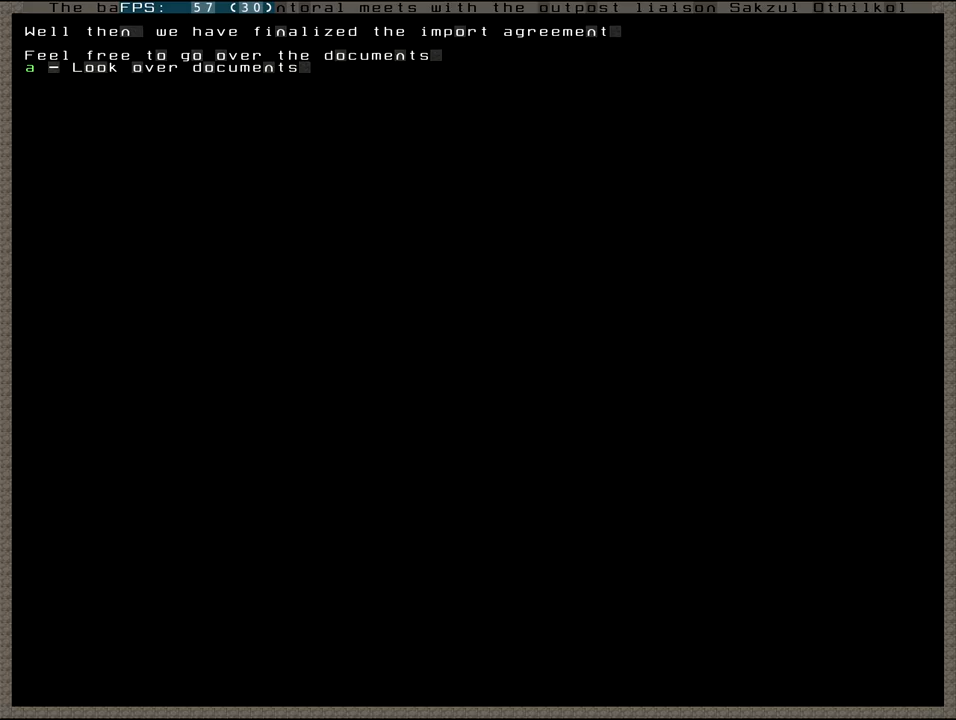 The ba FPS: 57 (30) ntoral meets with the outpost liaison Sakzul Othilkol
Well then we have finalized the import agreement
Feel free to go over the documents
a - Look over documents